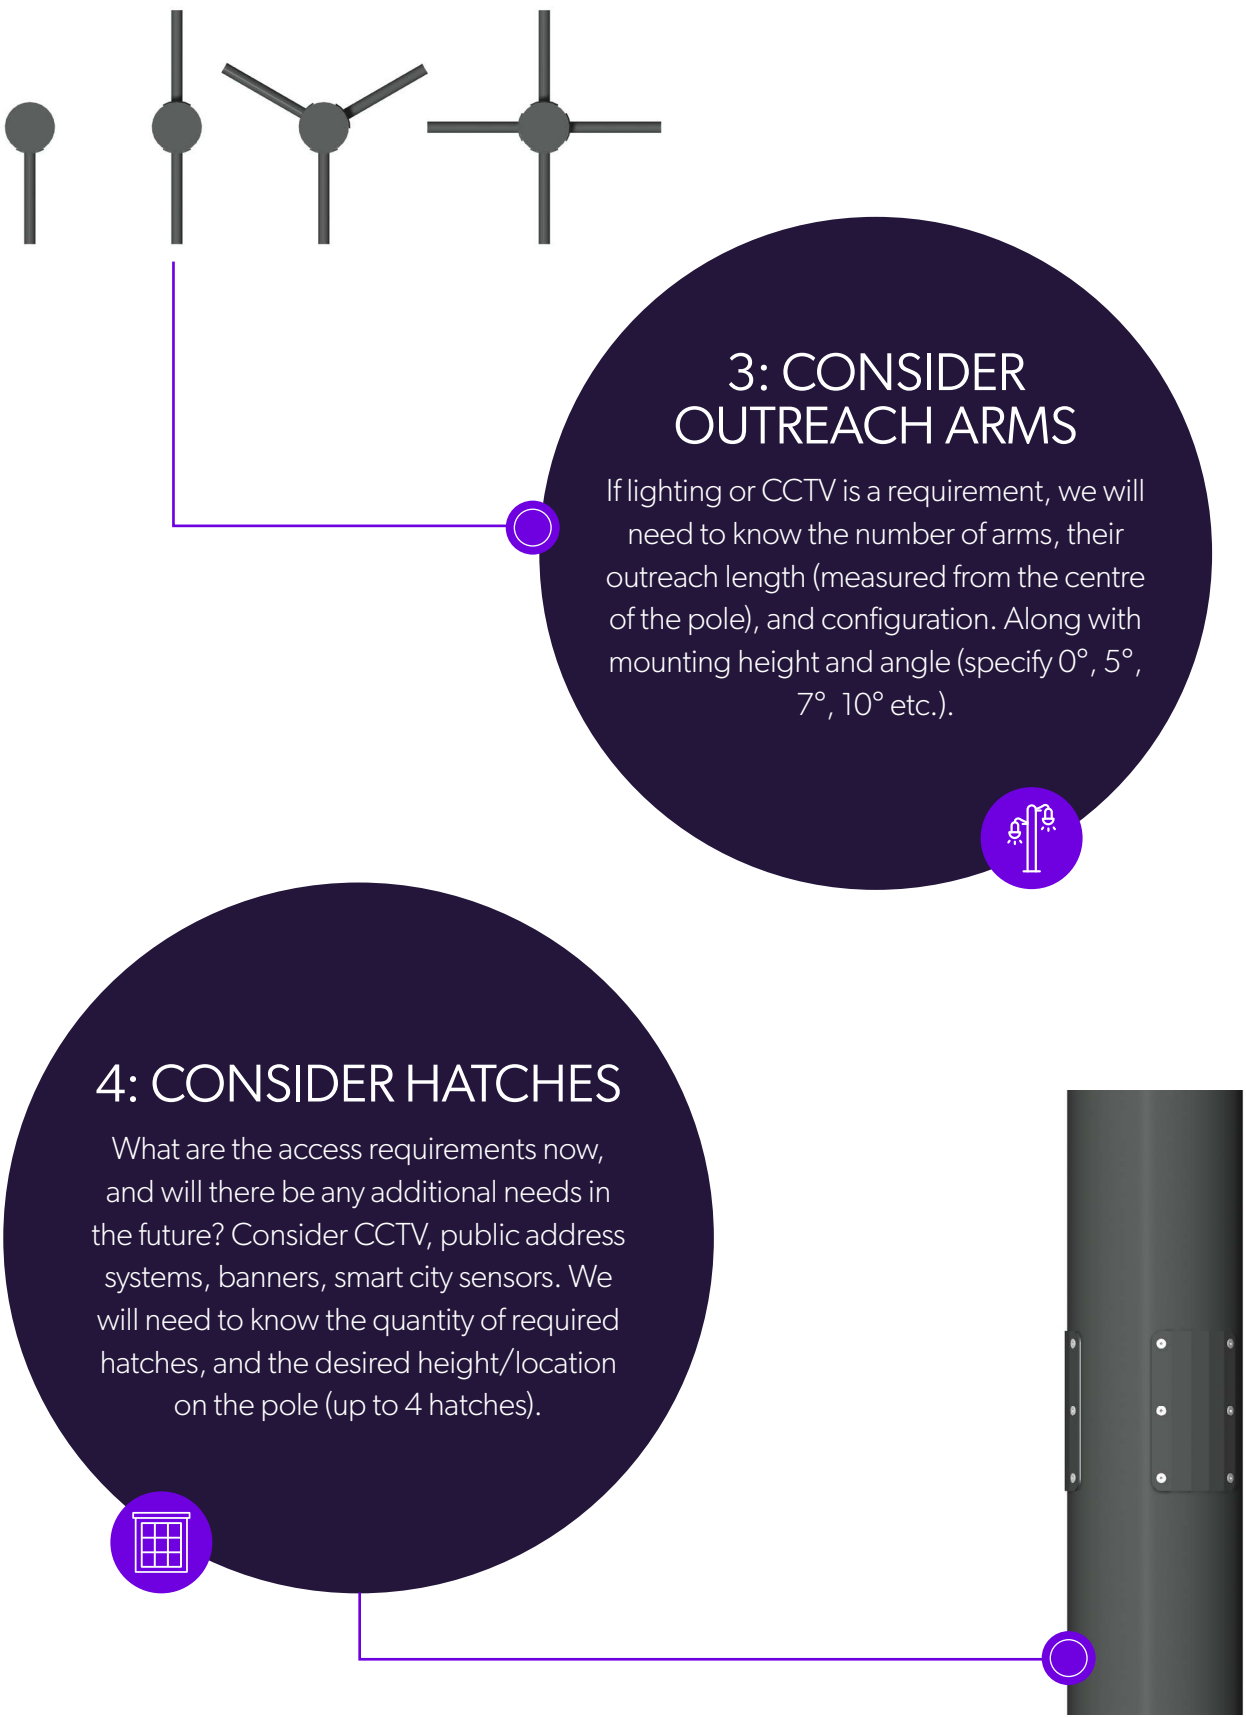 3: CONSIDER
OUTREACH ARMS
If lighting or CCTV is a requirement, we will
need to know the number of arms, their
outreach length (measured from the centre
of the pole), and configuration. Along with
mounting height and angle (specify 0°, 5°,
7°, 10° etc.).
4: CONSIDER HATCHES
What are the access requirements now,
and will there be any additional needs in
the future? Consider CCTV, public address
systems, banners, smart city sensors. We
will need to know the quantity of required
hatches, and the desired height/location
on the pole (up to 4 hatches).